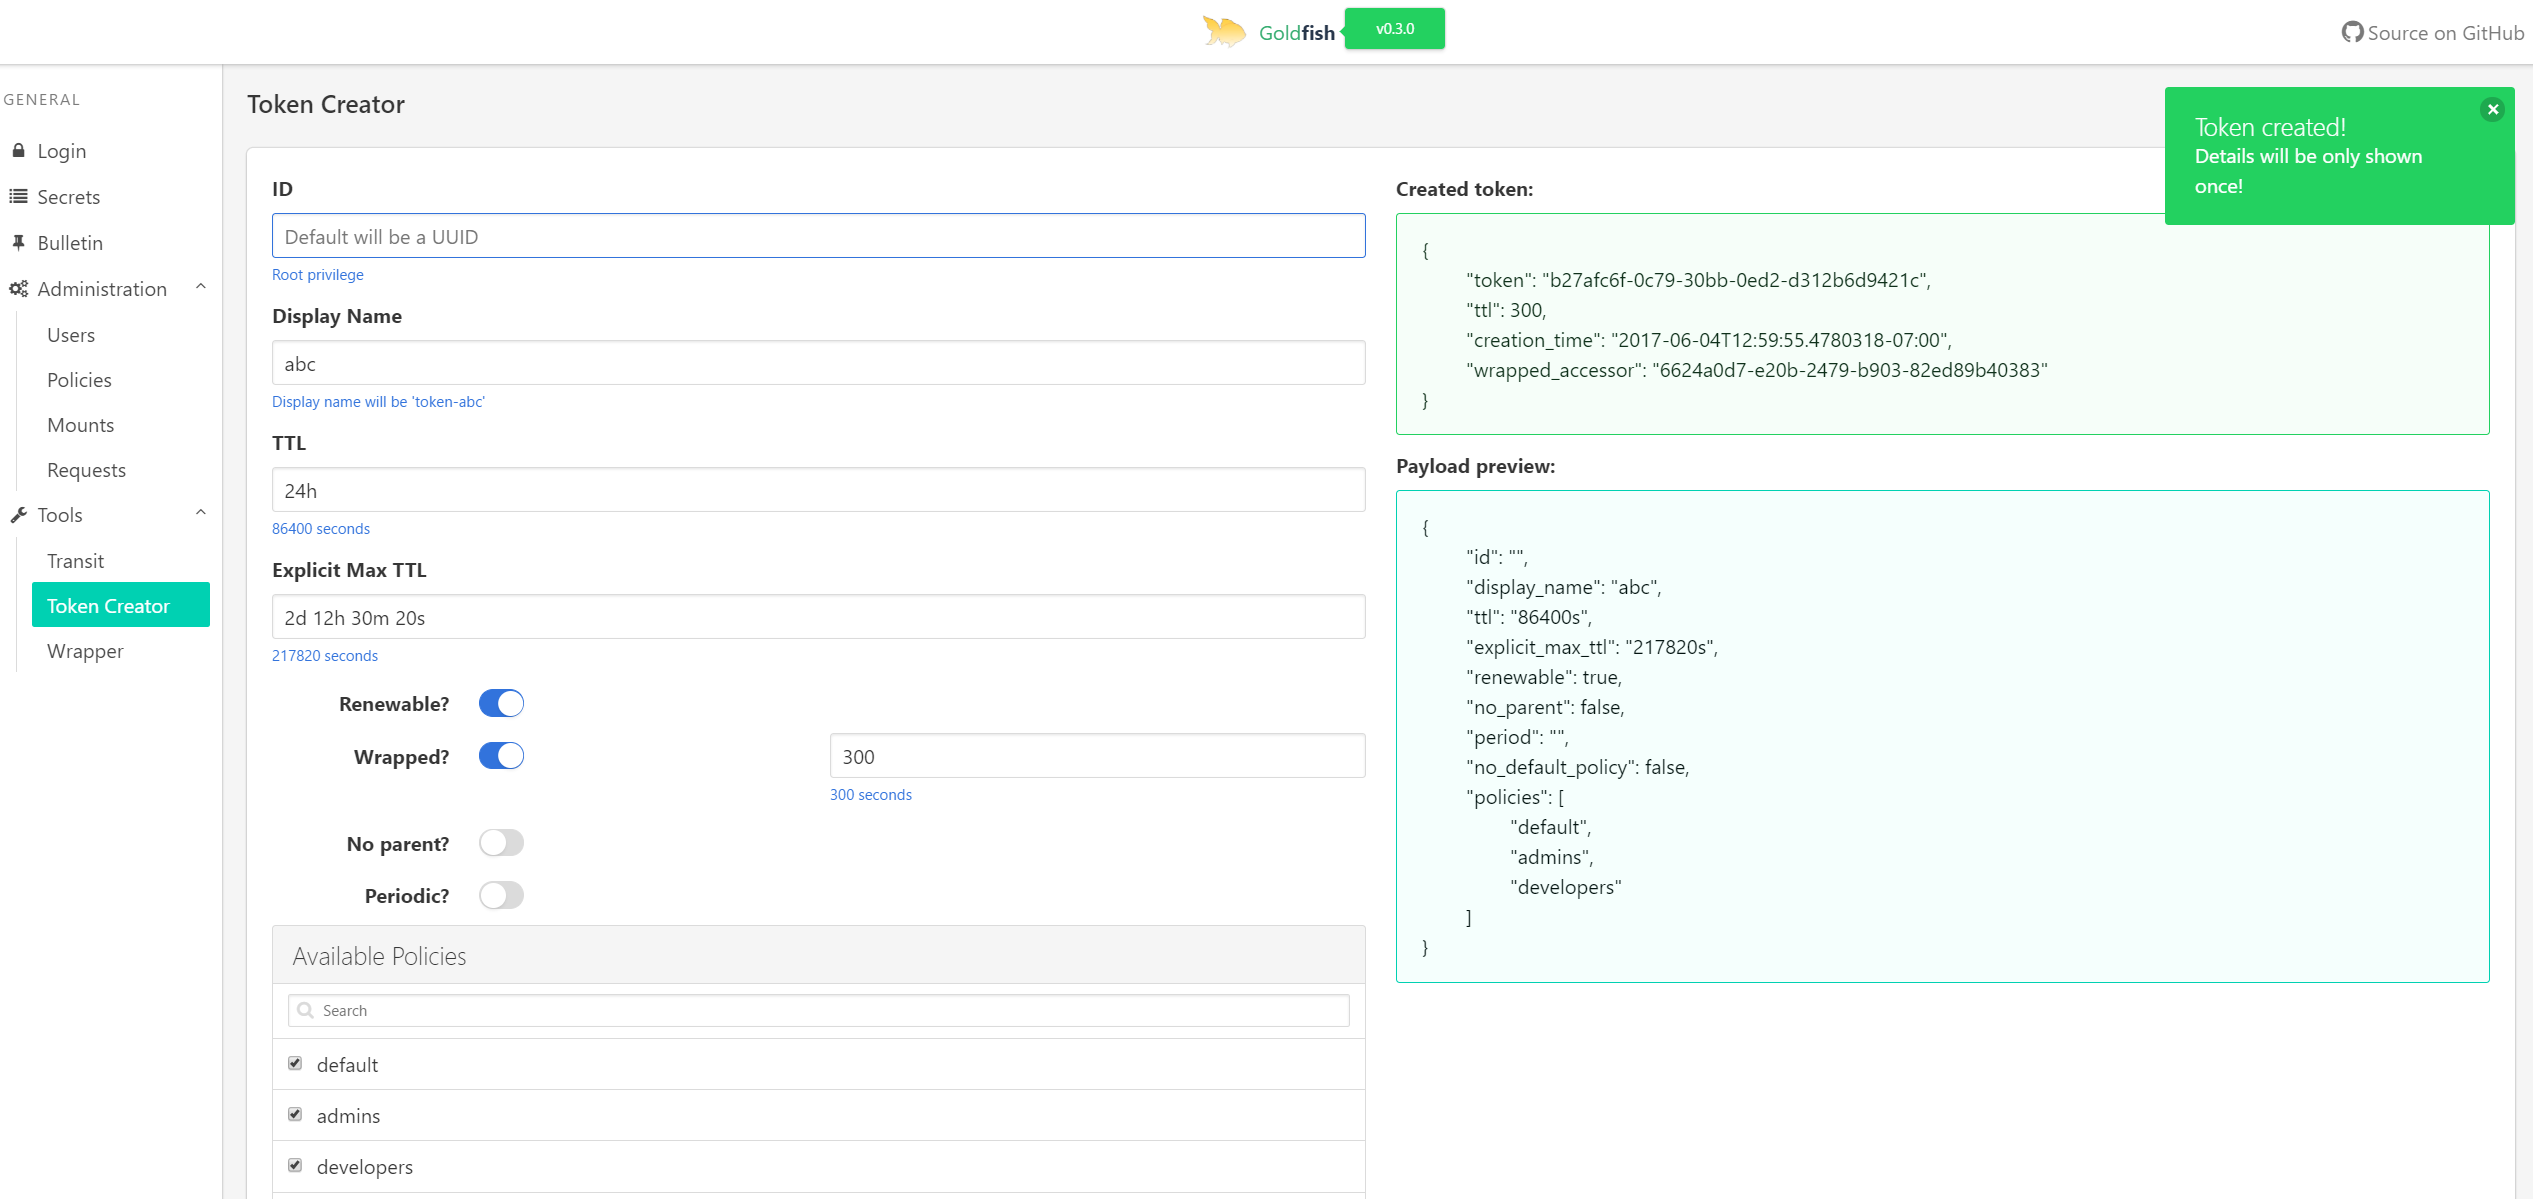 Goldfish
v0.3.0
Source on GitHub
GENERAL
Login
Secrets
Bulletin
Administration
Users
Policies
Mounts
Requests
Tools
Transit
Token Creator
Wrapper
Token Creator
Token created!
Details will be only shown
once!
ID
Default will be a UUID
Root privilege
Display Name
abc
Display name will be 'token-abc'
TTL
24h
86400 seconds
Explicit Max TTL
2d 12h 30m 20s
217820 seconds
Renewable?
Wrapped?
300
300 seconds
No parent?
Periodic?
Available Policies
Search
default
admins
developers
Created token:
{
"token": "b27afc6f-0c79-30bb-0ed2-d312b6d9421c",
"ttl": 300,
"creation_time": "2017-06-04T12:59:55.4780318-07:00",
"wrapped_accessor": "6624a0d7-e20b-2479-b903-82ed89b40383"
}
Payload preview:
{
"id": "",
"display_name": "abc",
"ttl": "86400s",
"explicit_max_ttl": "217820s",
"renewable": true,
"no_parent": false,
"period": "",
"no_default_policy": false,
"policies": [
"default",
"admins",
"developers"
]
}